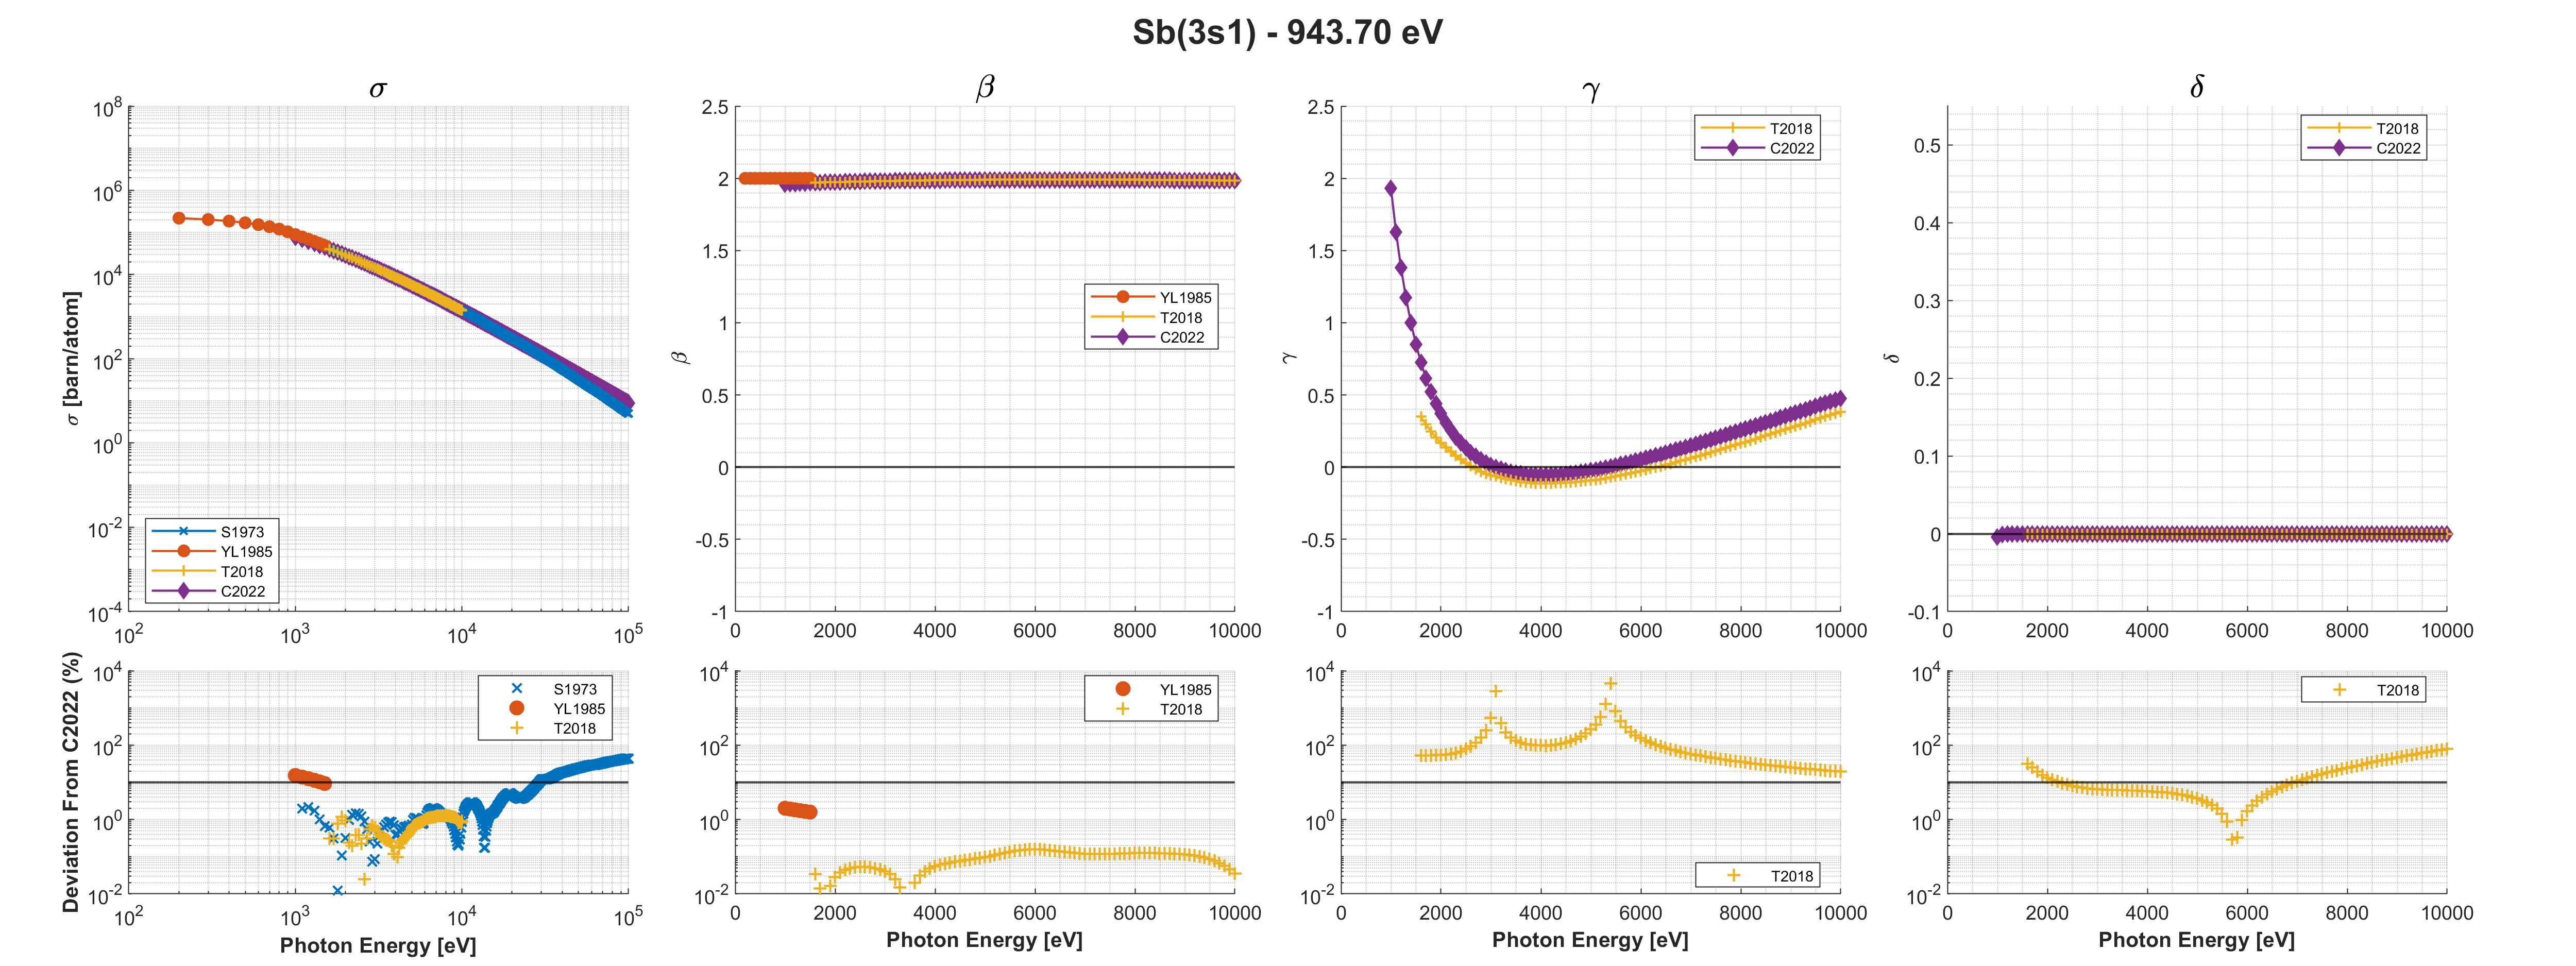 Sb(3s1) - 943.70 eV
σ
10^8
10^6
10^4
10^2
10^0
10^-2
10^-4
σ [barn/atom]
S1973
YL1985
T2018
C2022
10^2
10^3
10^4
10^5
β
2.5
2
1.5
1
0.5
0
-0.5
-1
β
YL1985
T2018
C2022
0
2000
4000
6000
8000
10000
γ
2.5
2
1.5
1
0.5
0
-0.5
-1
γ
T2018
C2022
0
2000
4000
6000
8000
10000
δ
0.5
0.4
0.3
0.2
0.1
0
-0.1
δ
T2018
C2022
0
2000
4000
6000
8000
10000
Deviation From C2022 (%)
10^4
10^2
10^0
10^-2
S1973
YL1985
T2018
10^2
10^3
10^4
10^5
Photon Energy [eV]
10^4
10^2
10^0
10^-2
YL1985
T2018
0
2000
4000
6000
8000
10000
Photon Energy [eV]
10^4
10^2
10^0
10^-2
T2018
0
2000
4000
6000
8000
10000
Photon Energy [eV]
10^4
10^2
10^0
10^-2
T2018
0
2000
4000
6000
8000
10000
Photon Energy [eV]